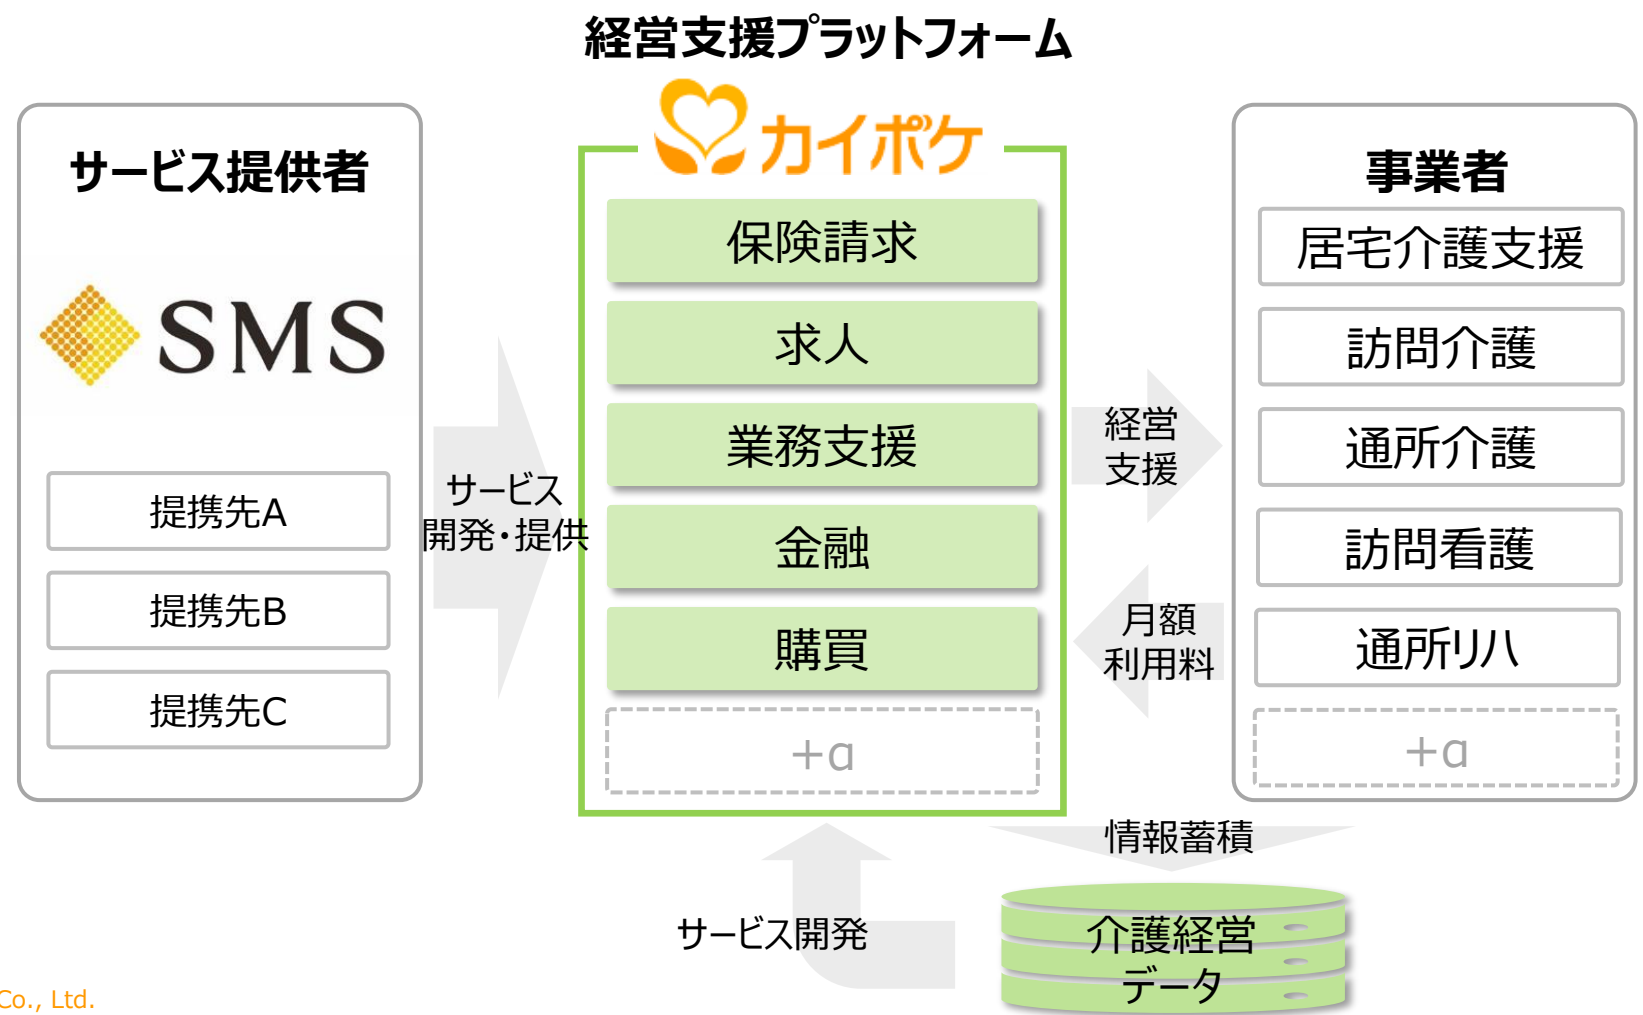 経営支援プラットフォーム
カイポケ
サービス提供者
SMS
提携先A
提携先B
提携先C
サービス
開発・提供
保険請求
求人
業務支援
金融
購買
+α
経営
支援
月額
利用料
事業者
居宅介護支援
訪問介護
通所介護
訪問看護
通所リハ
+α
情報蓄積
介護経営
データ
サービス開発
Co., Ltd.